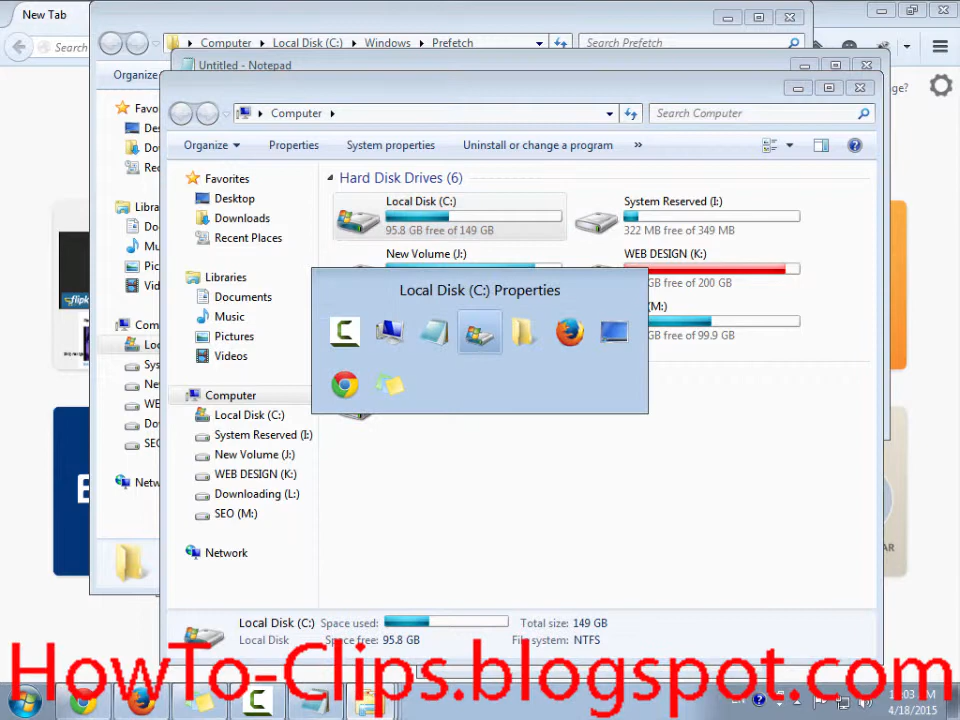 New Tab
Search
Computer
Local Disk (C:)
Windows
Prefetch
Search Prefetch
Organize
Untitled - Notepad
Computer
Search Computer
Organize
Properties
System properties
Uninstall or change a program
»
Favorites
Desktop
Downloads
Recent Places
Libraries
Documents
Music
Pictures
Videos
Computer
Local Disk (C:)
System Reserved (I:)
New Volume (J:)
WEB DESIGN (K:)
Downloading (L:)
SEO (M:)
Network
Hard Disk Drives (6)
Local Disk (C:)
95.8 GB free of 149 GB
System Reserved (I:)
322 MB free of 349 MB
New Volume (J:)
WEB DESIGN (K:)
GB free of 200 GB
(M:)
GB free of 99.9 GB
Local Disk (C:) Properties
Local Disk (C:)
Space used:
Total size: 149 GB
Local Disk
Space free: 95.8 GB
File system: NTFS
HowTo-Clips.blogspot.com
4/18/2015